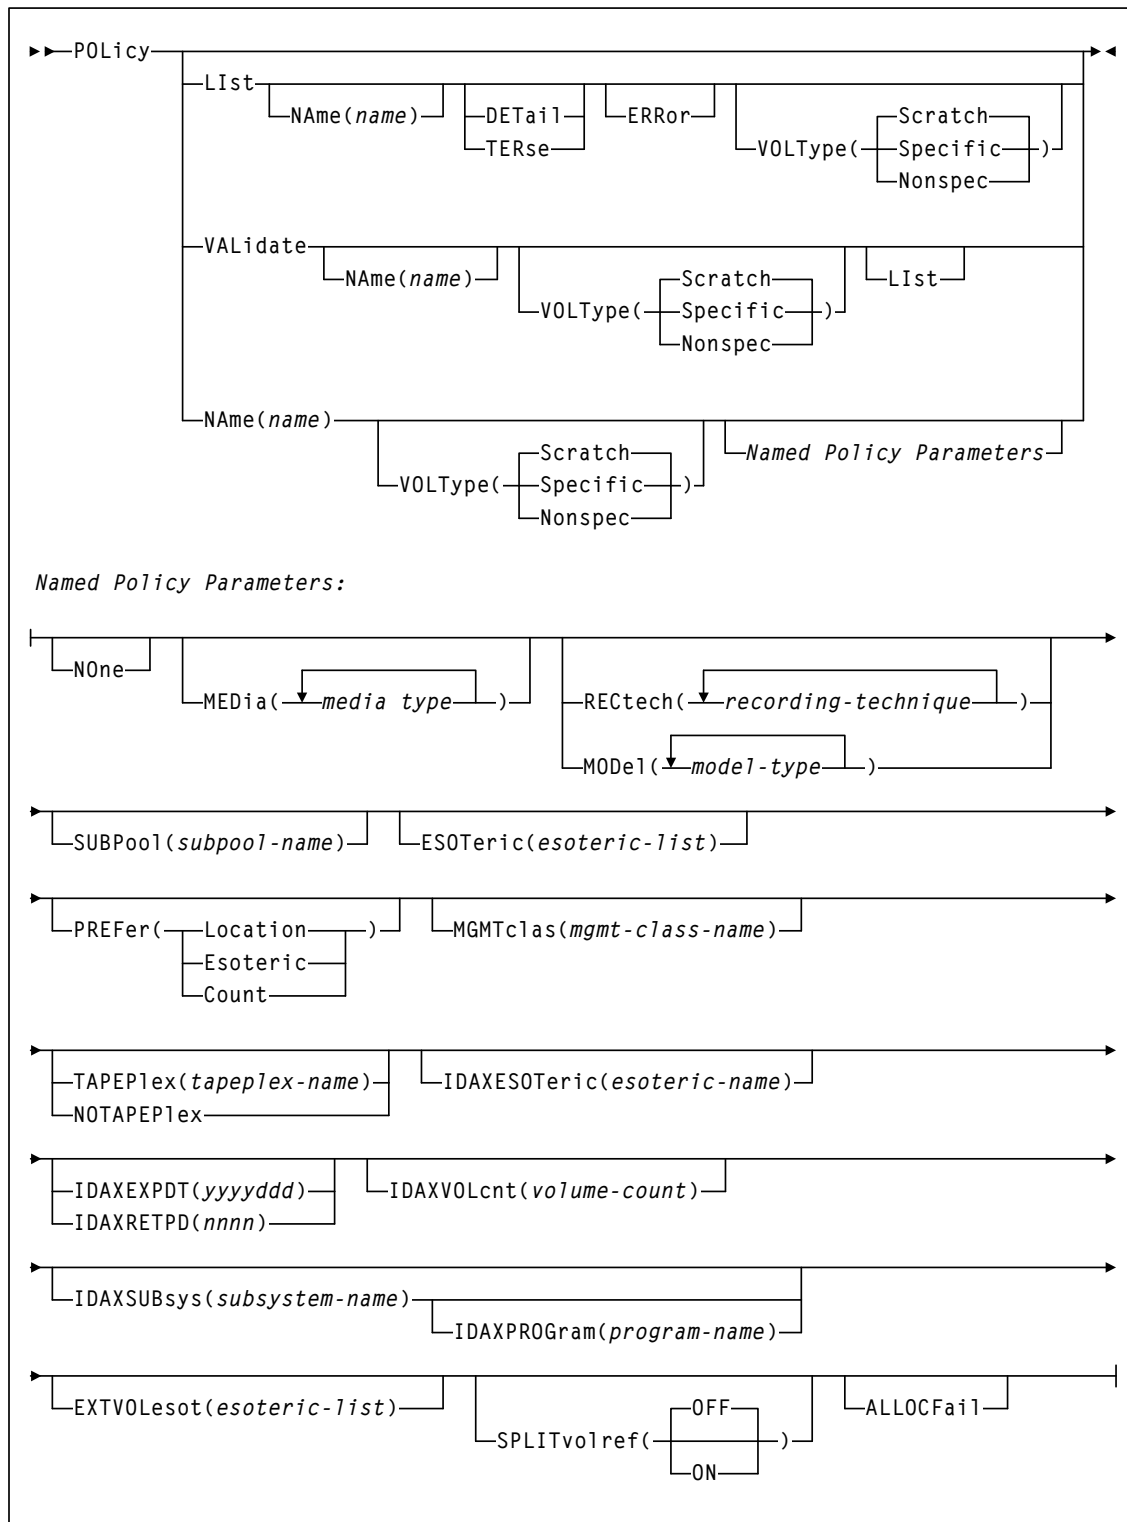 POLicy
LIst
NAme(name) DETail ERRor Scratch
TERse VOLType( Specific )
Nonspec
VALidate
NAme(name) Scratch LIst
VOLType( Specific )
Nonspec
NAme(name)
Scratch Named Policy Parameters
VOLType( Specific )
Nonspec
Named Policy Parameters:
NOne
MEDia( media type ) RECtech( recording-technique )
MODel( model-type )
SUBPool(subpool-name) ESOTeric(esoteric-list)
PREFer( Location ) MGMTclas(mgmt-class-name)
Esoteric
Count
TAPEPlex(tapeplex-name) IDAXESOTeric(esoteric-name)
NOTAPEPlex
IDAXEXPDT(yyyyddd) IDAXVOLcnt(volume-count)
IDAXRETPD(nnnn)
IDAXSUBsys(subsystem-name)
IDAXPROGram(program-name)
EXTVOLesot(esoteric-list) OFF ALLOCFail
SPLITvolref( )
ON